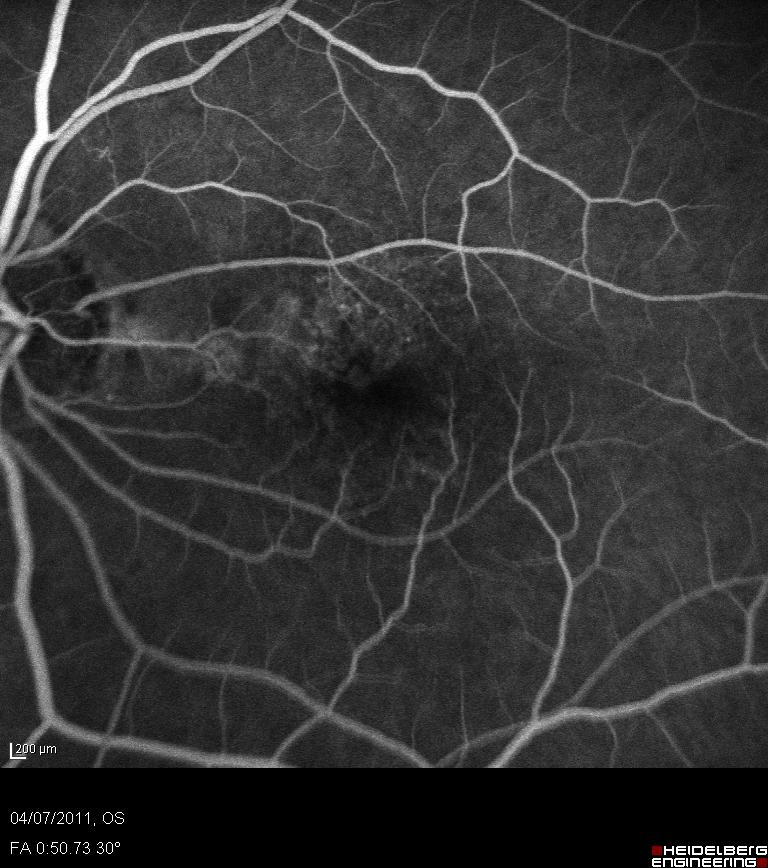 200 µm
04/07/2011, OS
FA 0:50.73 30°
HEIDELBERG
ENGINEERING